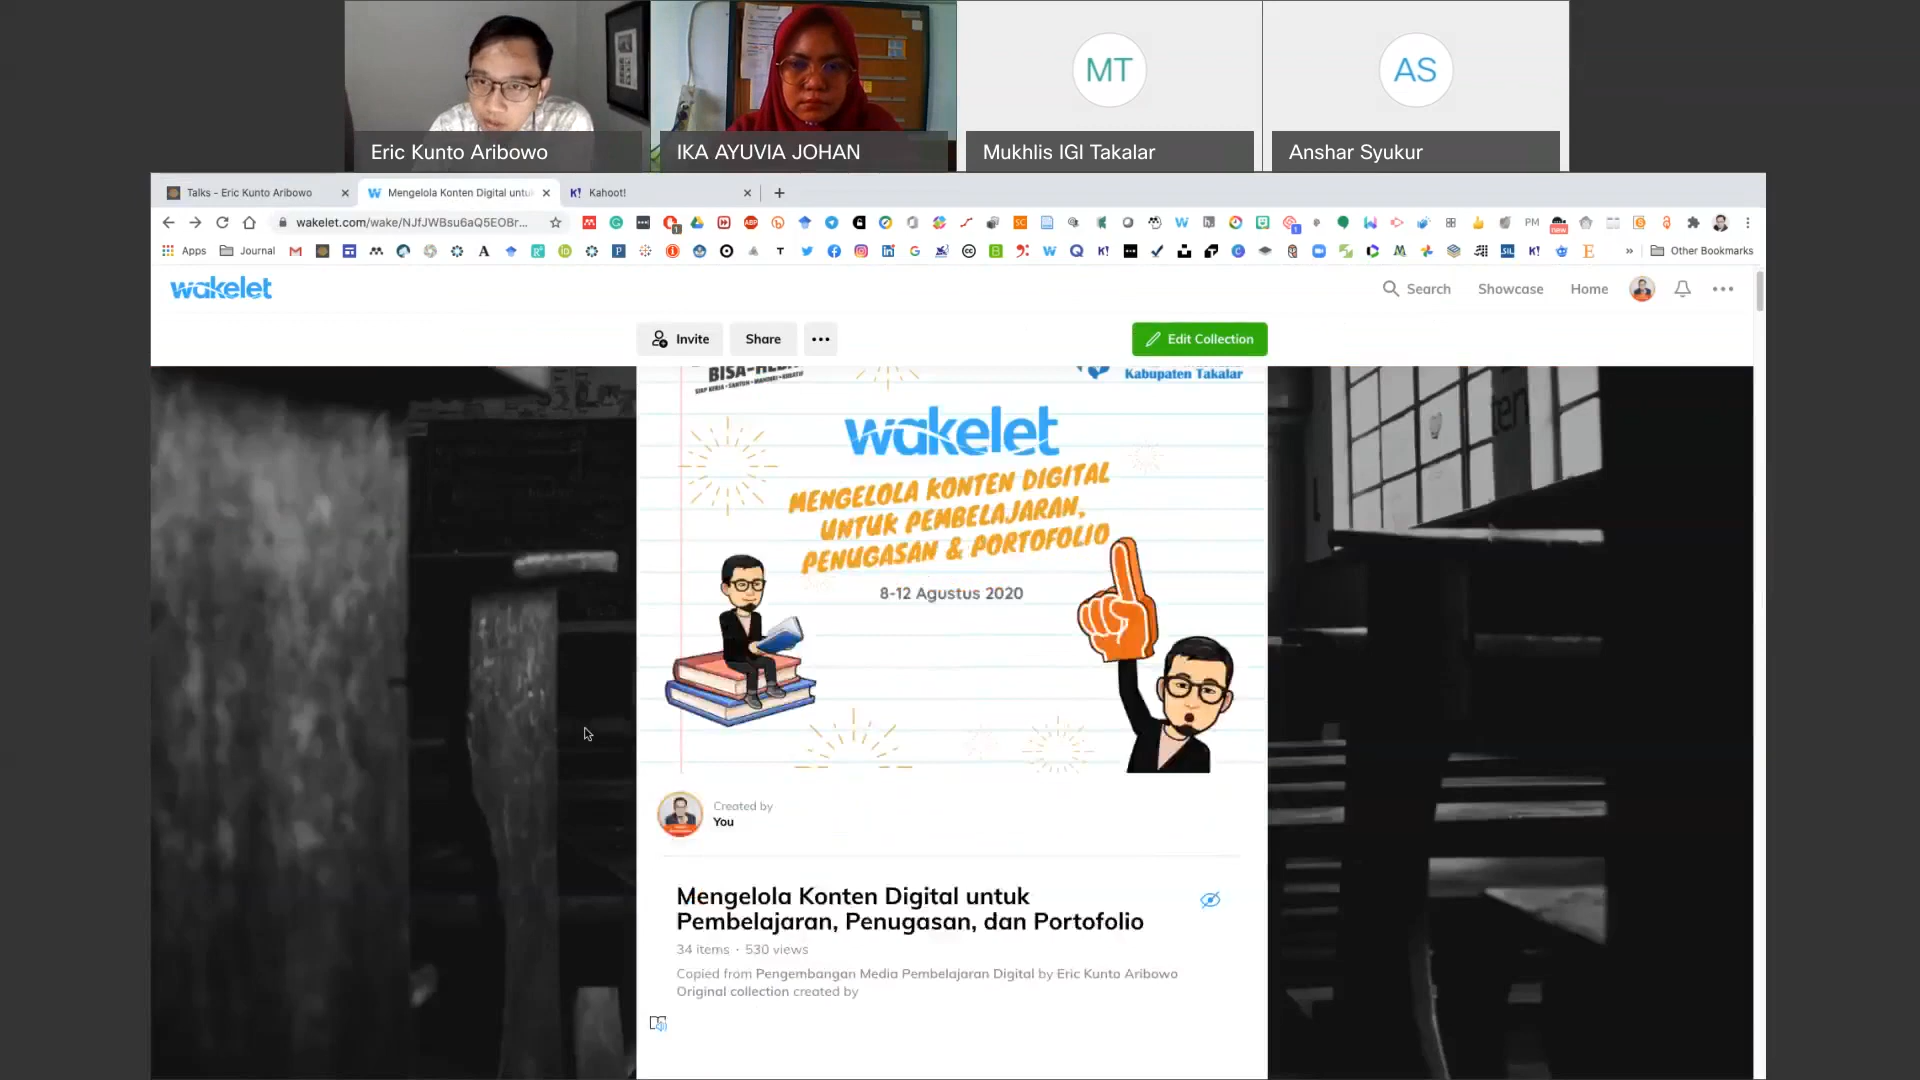 MT
AS
Eric Kunto Aribowo
IKA AYUVIA JOHAN
Mukhlis IGI Takalar
Anshar Syukur
Talks - Eric Kunto Aribowo
Mengelola Konten Digital untu
Kahoot!
wakelet.com/wake/NJfJWBsu6aQ5EOBr...
Apps
Journal
Other Bookmarks
wakelet
Search
Showcase
Home
Invite
Share
Edit Collection
Kabupaten Takalar
wakelet
MENGELOLA KONTEN DIGITAL
UNTUK PEMBELAJARAN,
PENUGASAN & PORTOFOLIO
8-12 Agustus 2020
Created by
You
Mengelola Konten Digital untuk
Pembelajaran, Penugasan, dan Portofolio
34 items · 530 views
Copied from Pengembangan Media Pembelajaran Digital by Eric Kunto Aribowo
Original collection created by